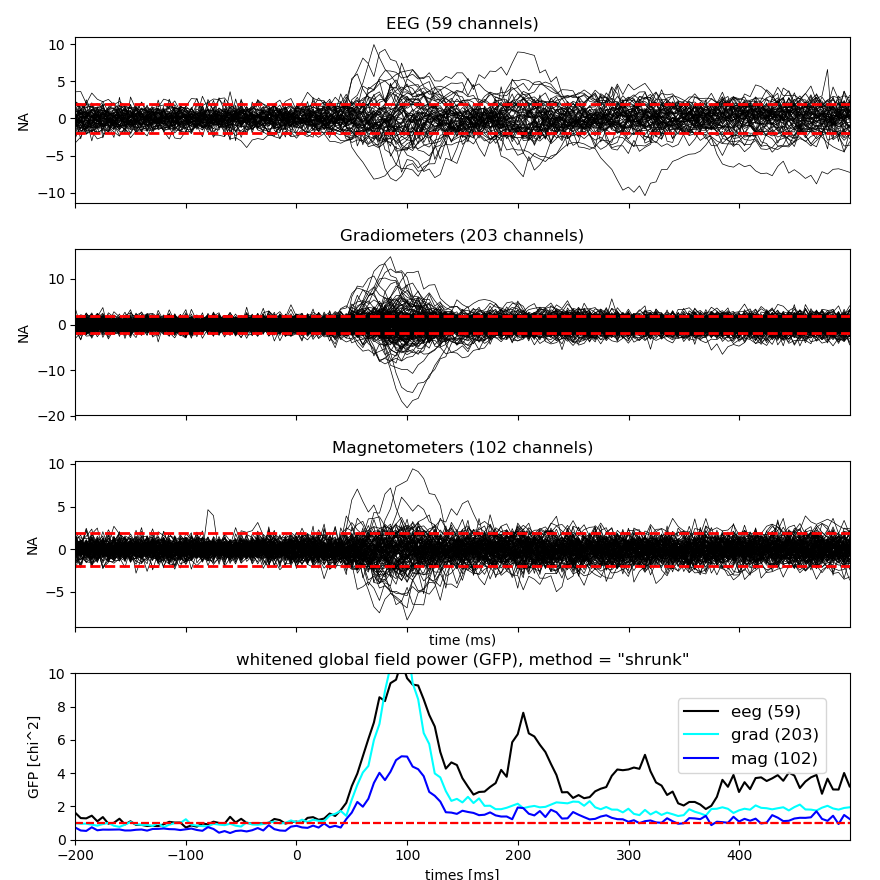 EEG (59 channels)
10
5
0
−5
−10
NA
Gradiometers (203 channels)
10
0
−10
−20
NA
Magnetometers (102 channels)
10
5
0
−5
NA
time (ms)
whitened global field power (GFP), method = "shrunk"
10
8
6
4
2
0
GFP [chi^2]
eeg (59)
grad (203)
mag (102)
−200 −100 0 100 200 300 400
times [ms]